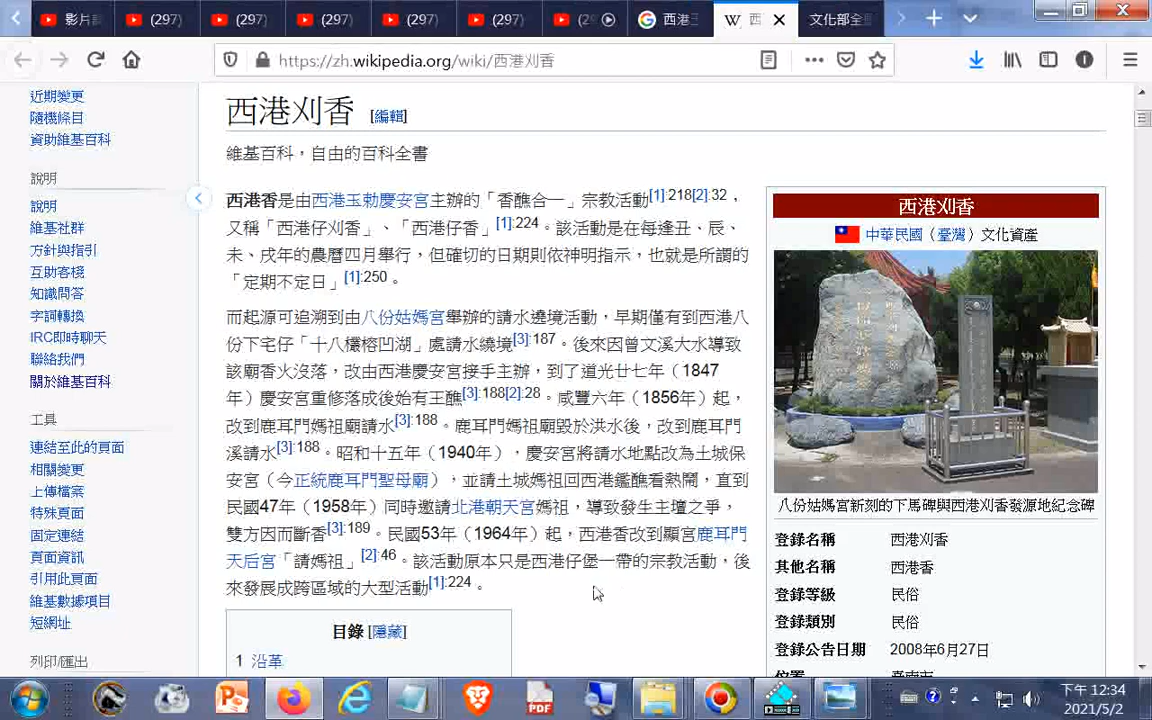 影片
(297)
(297)
(297)
(297)
(297)
(2
西港
W 西
文化部全
https://zh.wikipedia.org/wiki/西港刈香
近期變更
隨機條目
資助維基百科
說明
說明
維基社群
方針與指引
互助客棧
知識問答
字詞轉換
IRC即時聊天
聯絡我們
關於維基百科
工具
連結至此的頁面
相關變更
上傳檔案
特殊頁面
固定連結
頁面資訊
引用此頁面
維基數據項目
短網址
列印/匯出
西港刈香 [編輯]
維基百科，自由的百科全書
西港香是由西港玉勅慶安宮主辦的「香醮合一」宗教活動[1]:218[2]:32，
又稱「西港仔刈香」、「西港仔香」[1]:224。該活動是在每逢丑、辰、
未、戌年的農曆四月舉行，但確切的日期則依神明指示，也就是所謂的
「定期不定日」[1]:250。
而起源可追溯到由八份姑媽宮舉辦的請水遶境活動，早期僅有到西港八
份下宅仔「十八欉榕凹湖」處請水繞境[3]:187。後來因曾文溪大水導致
該廟香火沒落，改由西港慶安宮接手主辦，到了道光廿七年（1847
年）慶安宮重修落成後始有王醮[3]:188[2]:28。咸豐六年（1856年）起，
改到鹿耳門媽祖廟請水[3]:188。鹿耳門媽祖廟毀於洪水後，改到鹿耳門
溪請水[3]:188。昭和十五年（1940年），慶安宮將請水地點改為土城保
安宮（今正統鹿耳門聖母廟），並請土城媽祖回西港鑑醮看熱鬧，直到
民國47年（1958年）同時邀請北港朝天宮媽祖，導致發生主壇之爭，
雙方因而斷香[3]:189。民國53年（1964年）起，西港香改到顯宮鹿耳門
天后宮「請媽祖」[2]:46。該活動原本只是西港仔堡一帶的宗教活動，後
來發展成跨區域的大型活動[1]:224。
目錄 [隱藏]
1 沿革
西港刈香
中華民國（臺灣）文化資產
八份姑媽宮新刻的下馬碑與西港刈香發源地紀念碑
登錄名稱 西港刈香
其他名稱 西港香
登錄等級 民俗
登錄類別 民俗
登錄公告日期 2008年6月27日
位置 臺南市
PDF
下午 12:34
2021/5/2